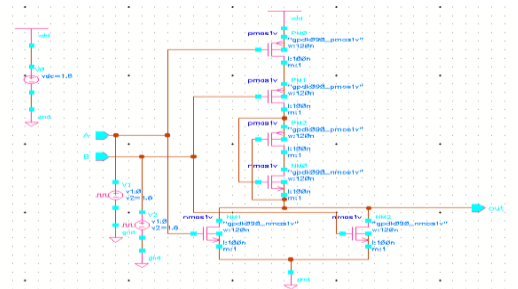 vdd
vdd
pmos1v PM0
"gpdk090_pmos1v"
w:120n
l:100n
m:1
vdc=1.8
gnd
pmos1v PM1
"gpdk090_pmos1v"
w:120n
l:100n
m:1
pmos1v PM2
"gpdk090_pmos1v"
w:120n
l:100n
m:1
A
B
NM0
"gpdk090_nmos1v"
w:120n
l:100n
m:1
V1
v1:0
v2=1.8
gnd
V2
v1:0
v2=1.8
gnd
nmos1v NM1
"gpdk090_nmos1v"
w:120n
l:100n
m:1
nmos1v
"gpdk090_nmos1v"
w:120n
l:100n
m:1
out
gnd